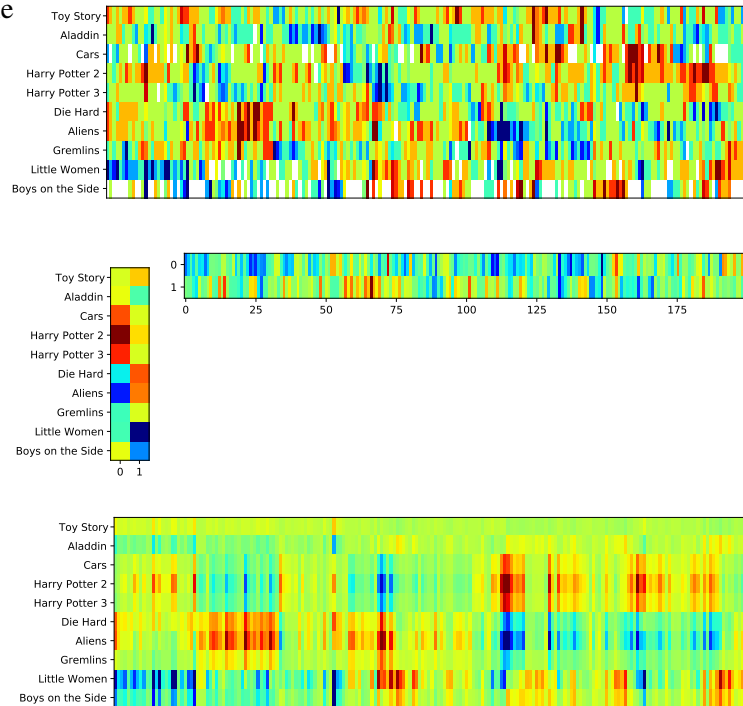 e
Toy Story
Aladdin
Cars
Harry Potter 2
Harry Potter 3
Die Hard
Aliens
Gremlins
Little Women
Boys on the Side
0
1
0 25 50 75 100 125 150 175
Toy Story
Aladdin
Cars
Harry Potter 2
Harry Potter 3
Die Hard
Aliens
Gremlins
Little Women
Boys on the Side
0 1
Toy Story
Aladdin
Cars
Harry Potter 2
Harry Potter 3
Die Hard
Aliens
Gremlins
Little Women
Boys on the Side